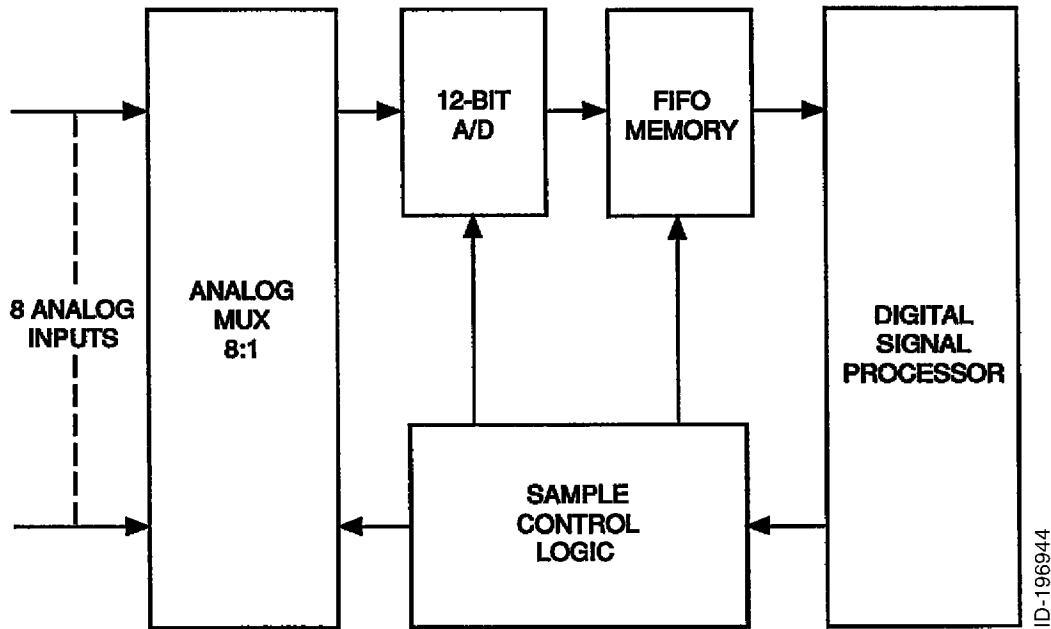 12-BIT
A/D
FIFO
MEMORY
8 ANALOG
INPUTS
ANALOG
MUX
8:1
DIGITAL
SIGNAL
PROCESSOR
SAMPLE
CONTROL
LOGIC
ID-196944